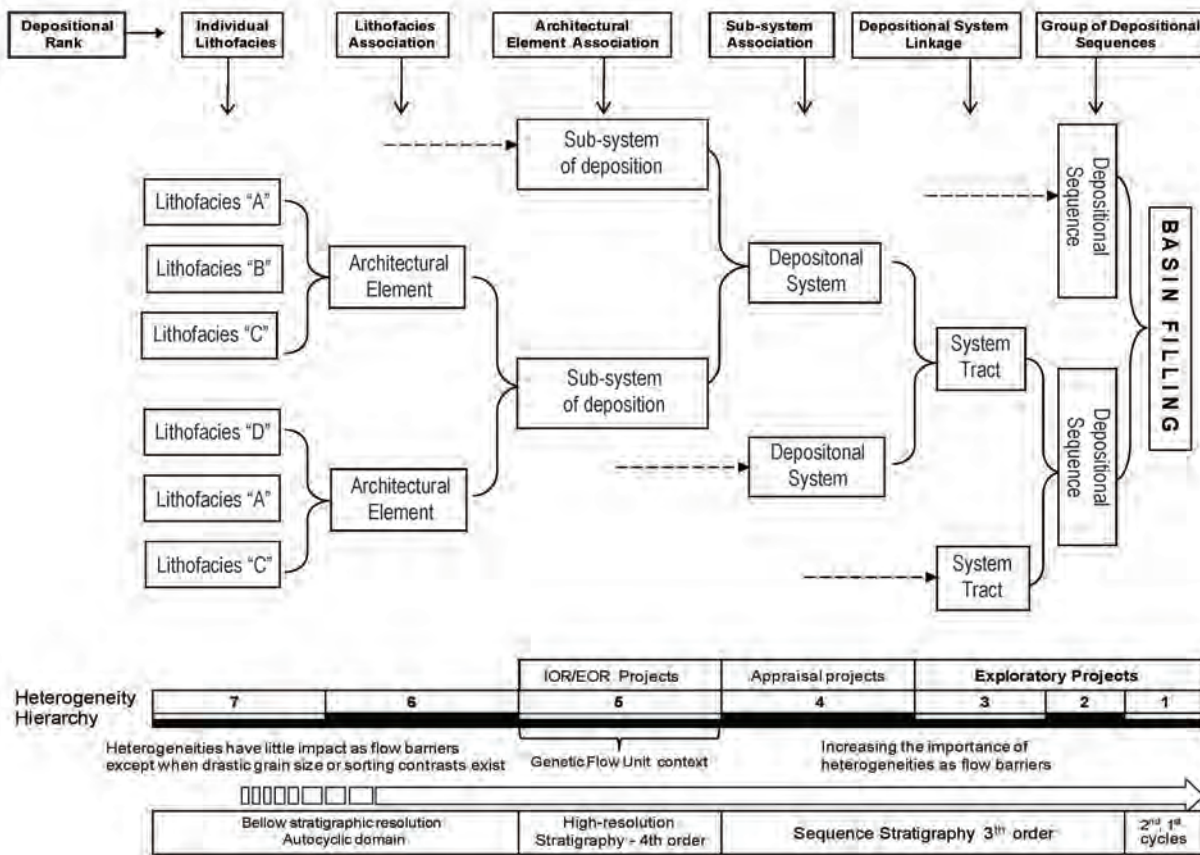 Depositional
Rank
Individual
Lithofacies
Lithofacies
Association
Architectural
Element Association
Sub-system
Association
Depositional System
Linkage
Group of Depositional
Sequences
Sub-system
of deposition
Lithofacies "A"
Lithofacies "B"
Lithofacies "C"
Architectural
Element
Lithofacies "D"
Lithofacies "A"
Lithofacies "C"
Architectural
Element
Sub-system
of deposition
Depositonal
System
Depositonal
System
System
Tract
System
Tract
Depositional
Sequence
Depositional
Sequence
BASIN FILLING
IOR/EOR Projects
Appraisal projects
Exploratory Projects
Heterogeneity
Hierarchy
7 6 5 4 3 2 1
Heterogeneities have little impact as flow barriers
except when drastic grain size or sorting contrasts exist
Genetic Flow Unit context
Increasing the importance of
heterogeneities as flow barriers
Bellow stratigraphic resolution
Autocyclic domain
High-resolution
Stratigraphy - 4th order
Sequence Stratigraphy 3th order
2nd, 1st.
cycles